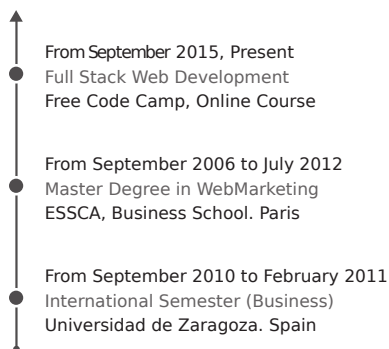 From September 2015, Present
Full Stack Web Development
Free Code Camp, Online Course
From September 2006 to July 2012
Master Degree in WebMarketing
ESSCA, Business School. Paris
From September 2010 to February 2011
International Semester (Business)
Universidad de Zaragoza. Spain